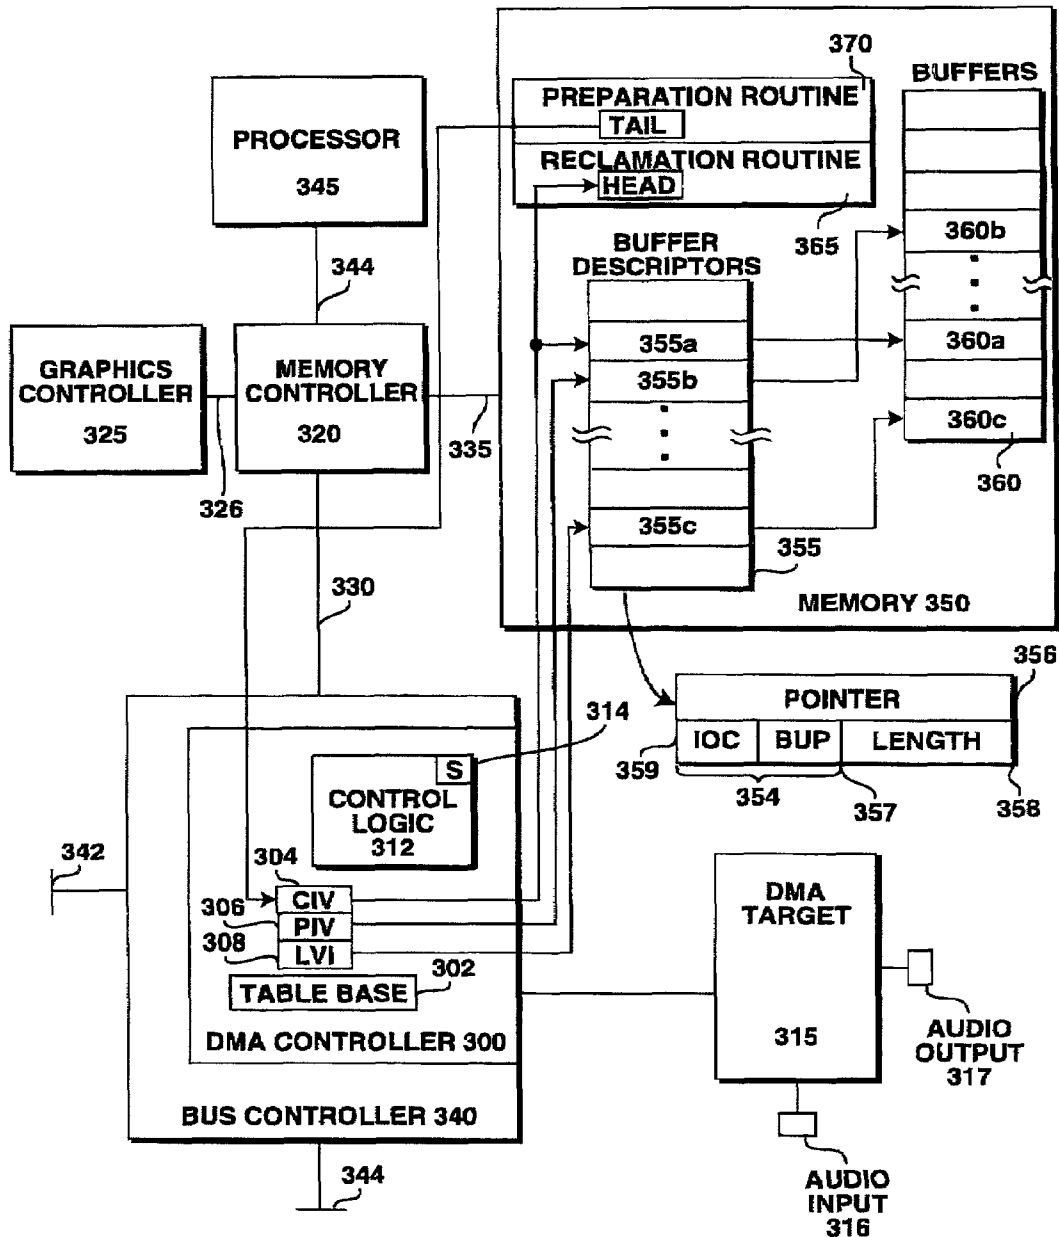 370
PREPARATION ROUTINE
TAIL
RECLAMATION ROUTINE
HEAD
365
BUFFERS
360b
360a
360c
360
PROCESSOR
345
344
BUFFER
DESCRIPTORS
355a
355b
355c
355
GRAPHICS
CONTROLLER
325
326
MEMORY
CONTROLLER
320
335
330
MEMORY 350
356
POINTER
IOC
BUP
LENGTH
359
354
357
358
314
S
CONTROL
LOGIC
312
342
304
CIV
306
PIV
308
LVI
302
TABLE BASE
DMA CONTROLLER 300
BUS CONTROLLER 340
344
DMA
TARGET
315
AUDIO
OUTPUT
317
AUDIO
INPUT
316